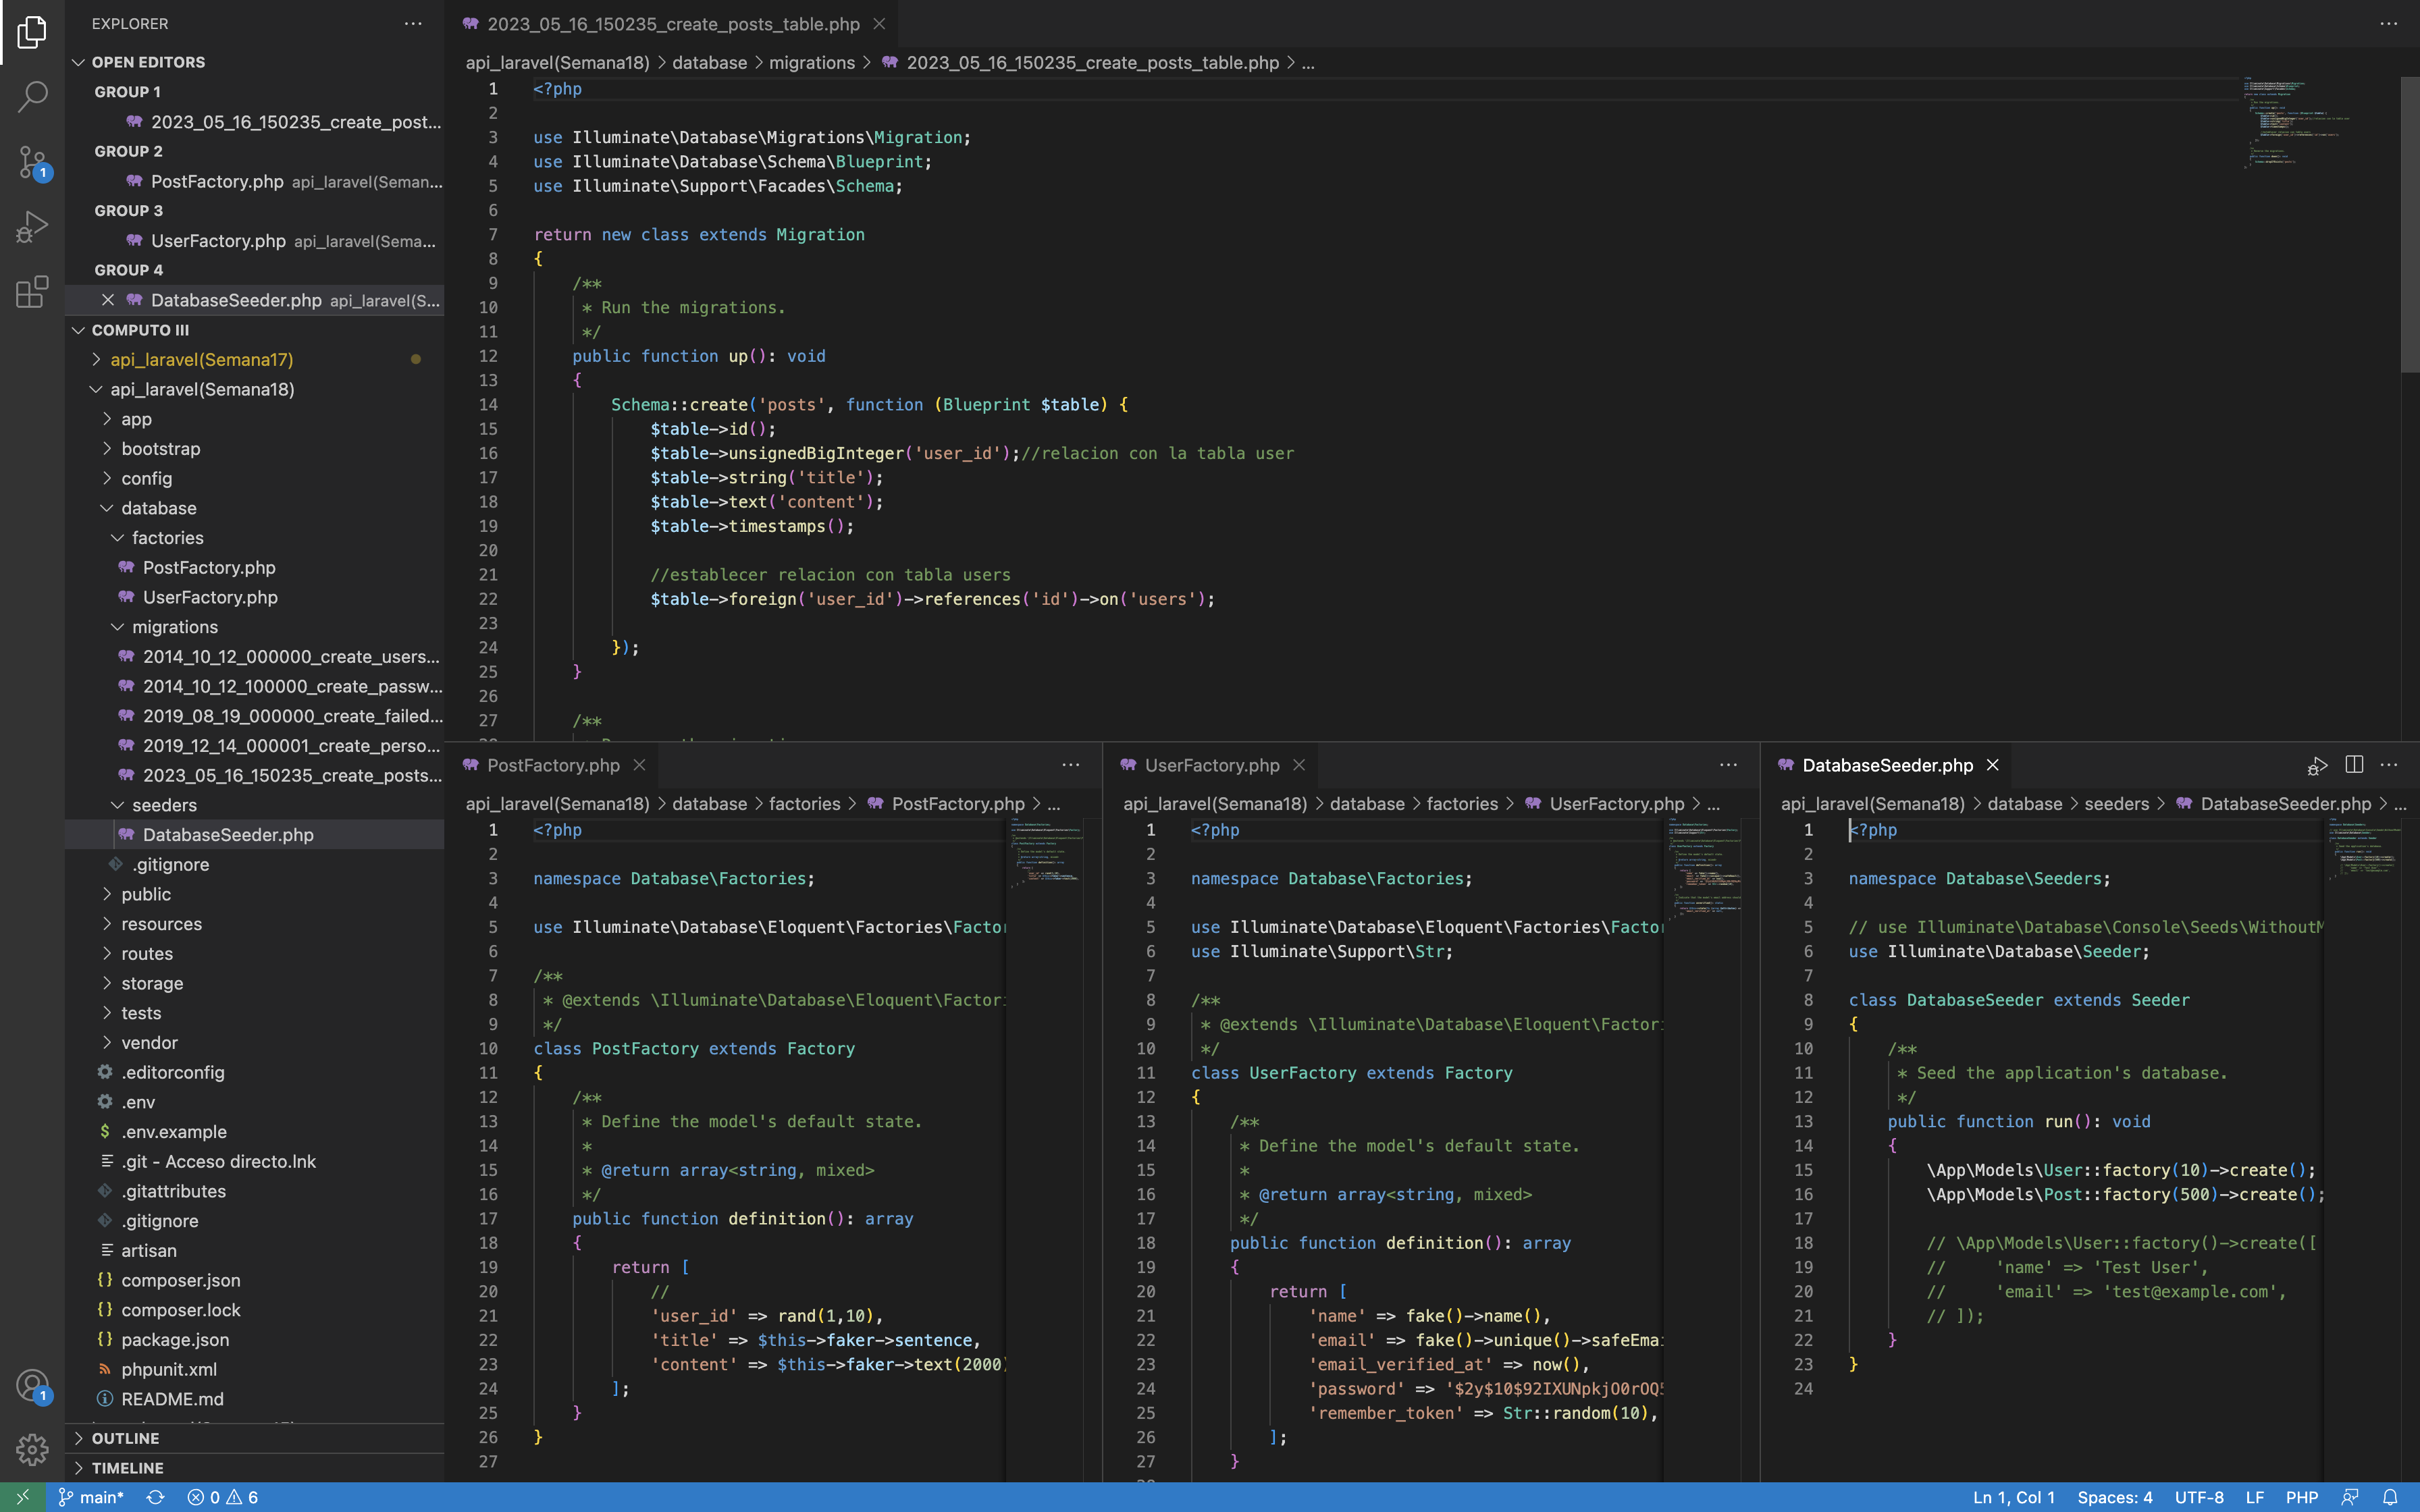 EXPLORER
OPEN EDITORS
GROUP 1
2023_05_16_150235_create_post...
GROUP 2
PostFactory.php api_laravel(Seman...
GROUP 3
UserFactory.php api_laravel(Sema...
GROUP 4
DatabaseSeeder.php api_laravel(S...
COMPUTO III
api_laravel(Semana17)
api_laravel(Semana18)
app
bootstrap
config
database
factories
PostFactory.php
UserFactory.php
migrations
2014_10_12_000000_create_users...
2014_10_12_100000_create_passw...
2019_08_19_000000_create_failed...
2019_12_14_000001_create_perso...
2023_05_16_150235_create_posts...
seeders
DatabaseSeeder.php
.gitignore
public
resources
routes
storage
tests
vendor
.editorconfig
.env
.env.example
.git - Acceso directo.lnk
.gitattributes
.gitignore
artisan
composer.json
composer.lock
package.json
phpunit.xml
README.md
OUTLINE
TIMELINE
2023_05_16_150235_create_posts_table.php
api_laravel(Semana18) > database > migrations > 2023_05_16_150235_create_posts_table.php > ...
1 <?php
2
3 use Illuminate\Database\Migrations\Migration;
4 use Illuminate\Database\Schema\Blueprint;
5 use Illuminate\Support\Facades\Schema;
6
7 return new class extends Migration
8 {
9 /**
10 * Run the migrations.
11 */
12 public function up(): void
13 {
14 Schema::create('posts', function (Blueprint $table) {
15 $table->id();
16 $table->unsignedBigInteger('user_id');//relacion con la tabla user
17 $table->string('title');
18 $table->text('content');
19 $table->timestamps();
20
21 //establecer relacion con tabla users
22 $table->foreign('user_id')->references('id')->on('users');
23
24 });
25 }
26
27 /**
PostFactory.php
api_laravel(Semana18) > database > factories > PostFactory.php > ...
1 <?php
2
3 namespace Database\Factories;
4
5 use Illuminate\Database\Eloquent\Factories\Facto
6
7 /**
8 * @extends \Illuminate\Database\Eloquent\Factor
9 */
10 class PostFactory extends Factory
11 {
12 /**
13 * Define the model's default state.
14 *
15 * @return array<string, mixed>
16 */
17 public function definition(): array
18 {
19 return [
20 //
21 'user_id' => rand(1,10),
22 'title' => $this->faker->sentence,
23 'content' => $this->faker->text(2000)
24 ];
25 }
26 }
27
UserFactory.php
api_laravel(Semana18) > database > factories > UserFactory.php > ...
1 <?php
2
3 namespace Database\Factories;
4
5 use Illuminate\Database\Eloquent\Factories\Facto
6 use Illuminate\Support\Str;
7
8 /**
9 * @extends \Illuminate\Database\Eloquent\Factor
10 */
11 class UserFactory extends Factory
12 {
13 /**
14 * Define the model's default state.
15 *
16 * @return array<string, mixed>
17 */
18 public function definition(): array
19 {
20 return [
21 'name' => fake()->name(),
22 'email' => fake()->unique()->safeEma
23 'email_verified_at' => now(),
24 'password' => '$2y$10$92IXUNpkjO0rOQ5
25 'remember_token' => Str::random(10),
26 ];
27 }
DatabaseSeeder.php
api_laravel(Semana18) > database > seeders > DatabaseSeeder.php > ...
1 <?php
2
3 namespace Database\Seeders;
4
5 // use Illuminate\Database\Console\Seeds\WithoutM
6 use Illuminate\Database\Seeder;
7
8 class DatabaseSeeder extends Seeder
9 {
10 /**
11 * Seed the application's database.
12 */
13 public function run(): void
14 {
15 \App\Models\User::factory(10)->create();
16 \App\Models\Post::factory(500)->create();
17
18 // \App\Models\User::factory()->create([
19 // 'name' => 'Test User',
20 // 'email' => 'test@example.com',
21 // ]);
22 }
23 }
24
main* 0 6
Ln 1, Col 1 Spaces: 4 UTF-8 LF PHP